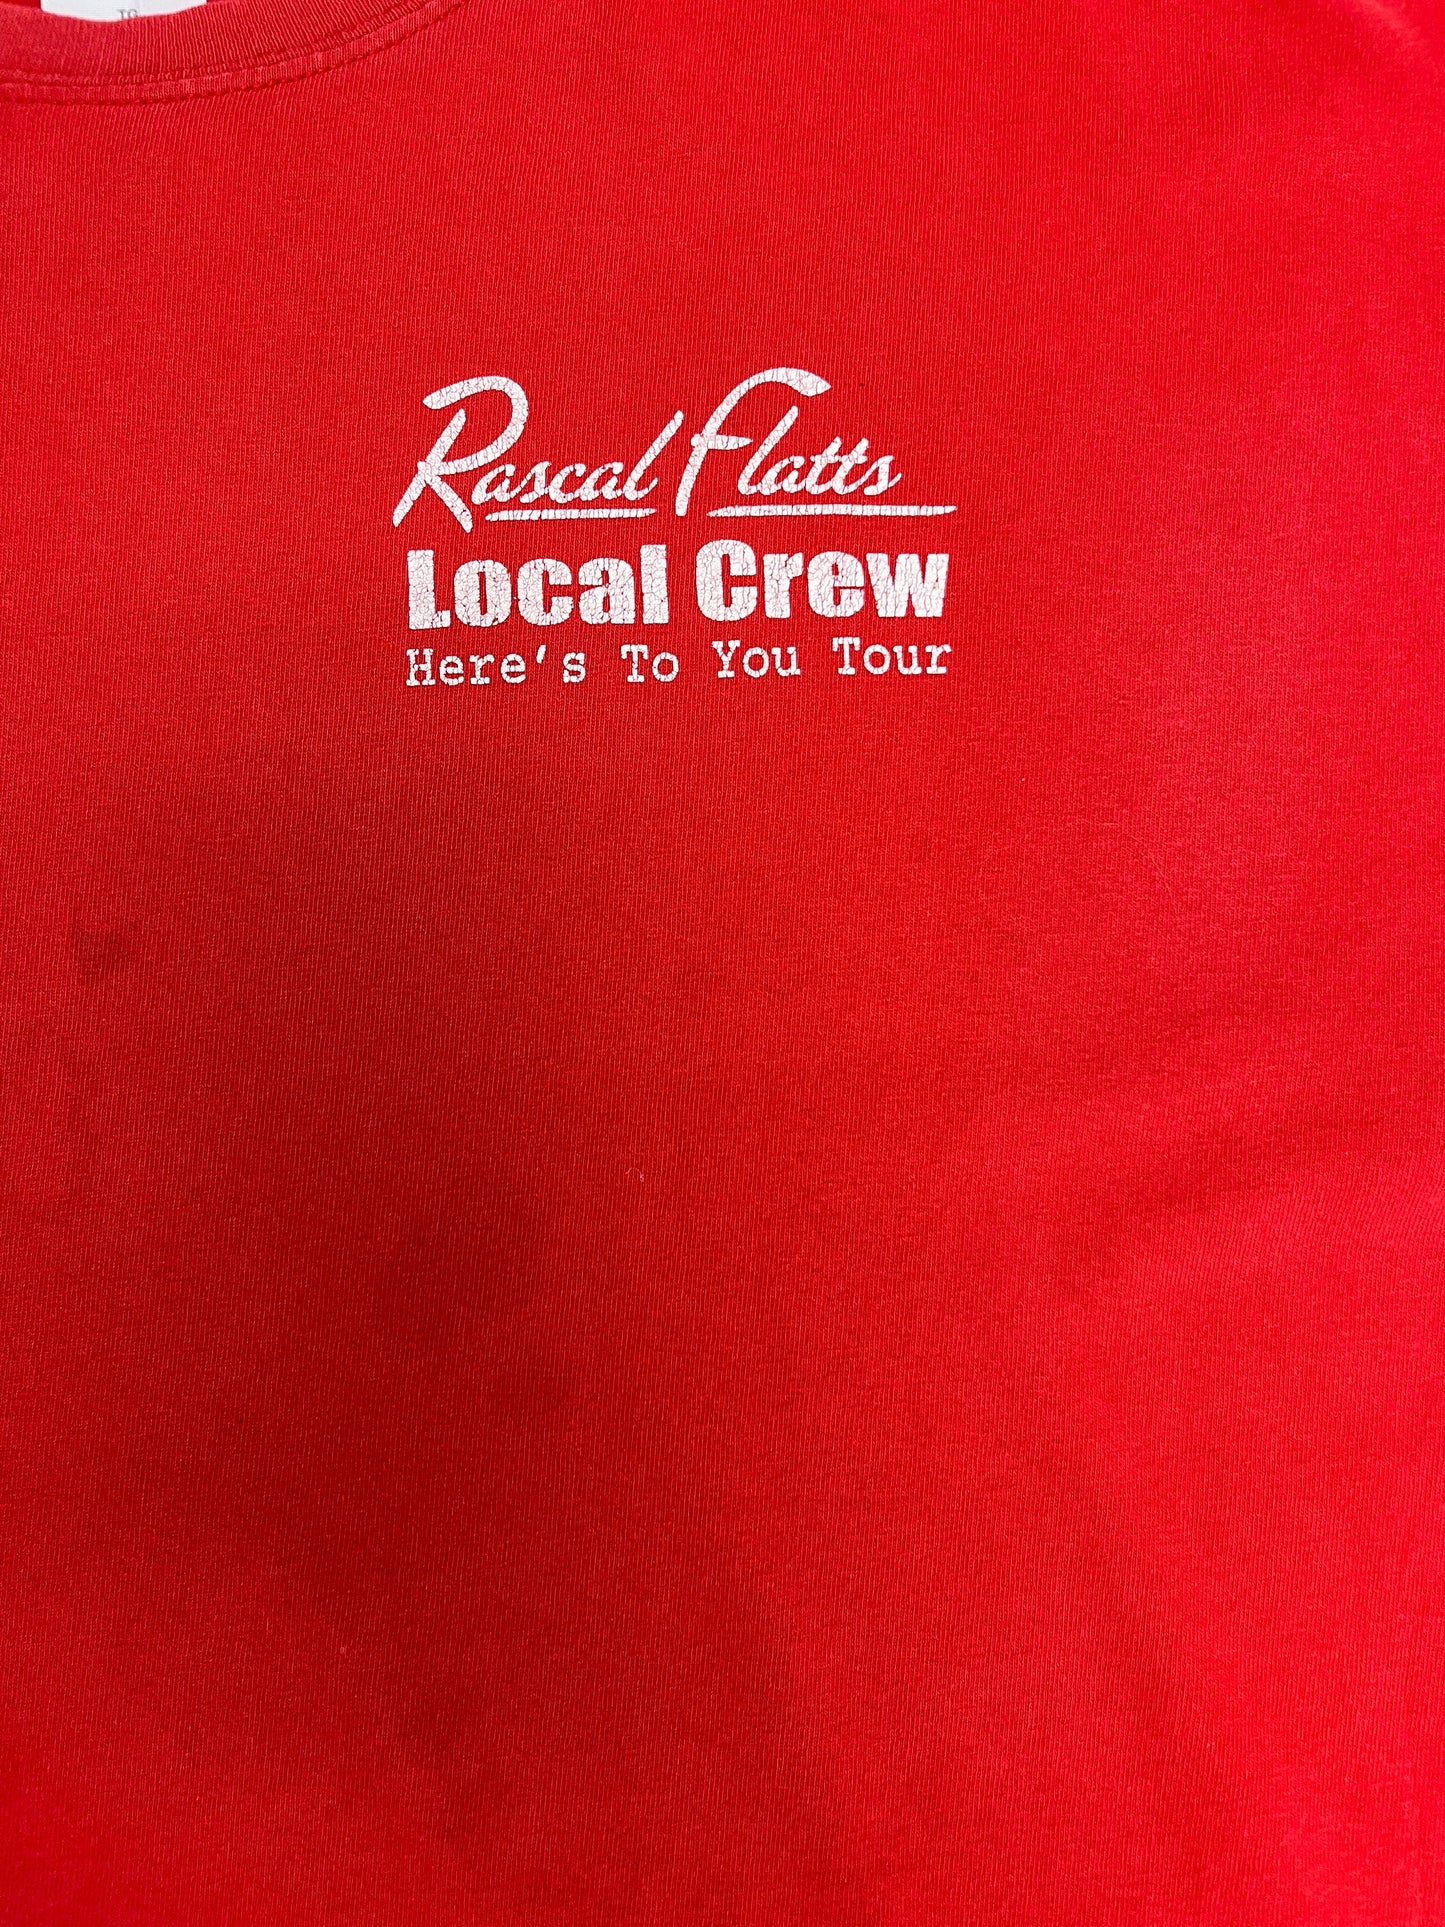 Rascal Flatts
Local Crew
Here's To You Tour